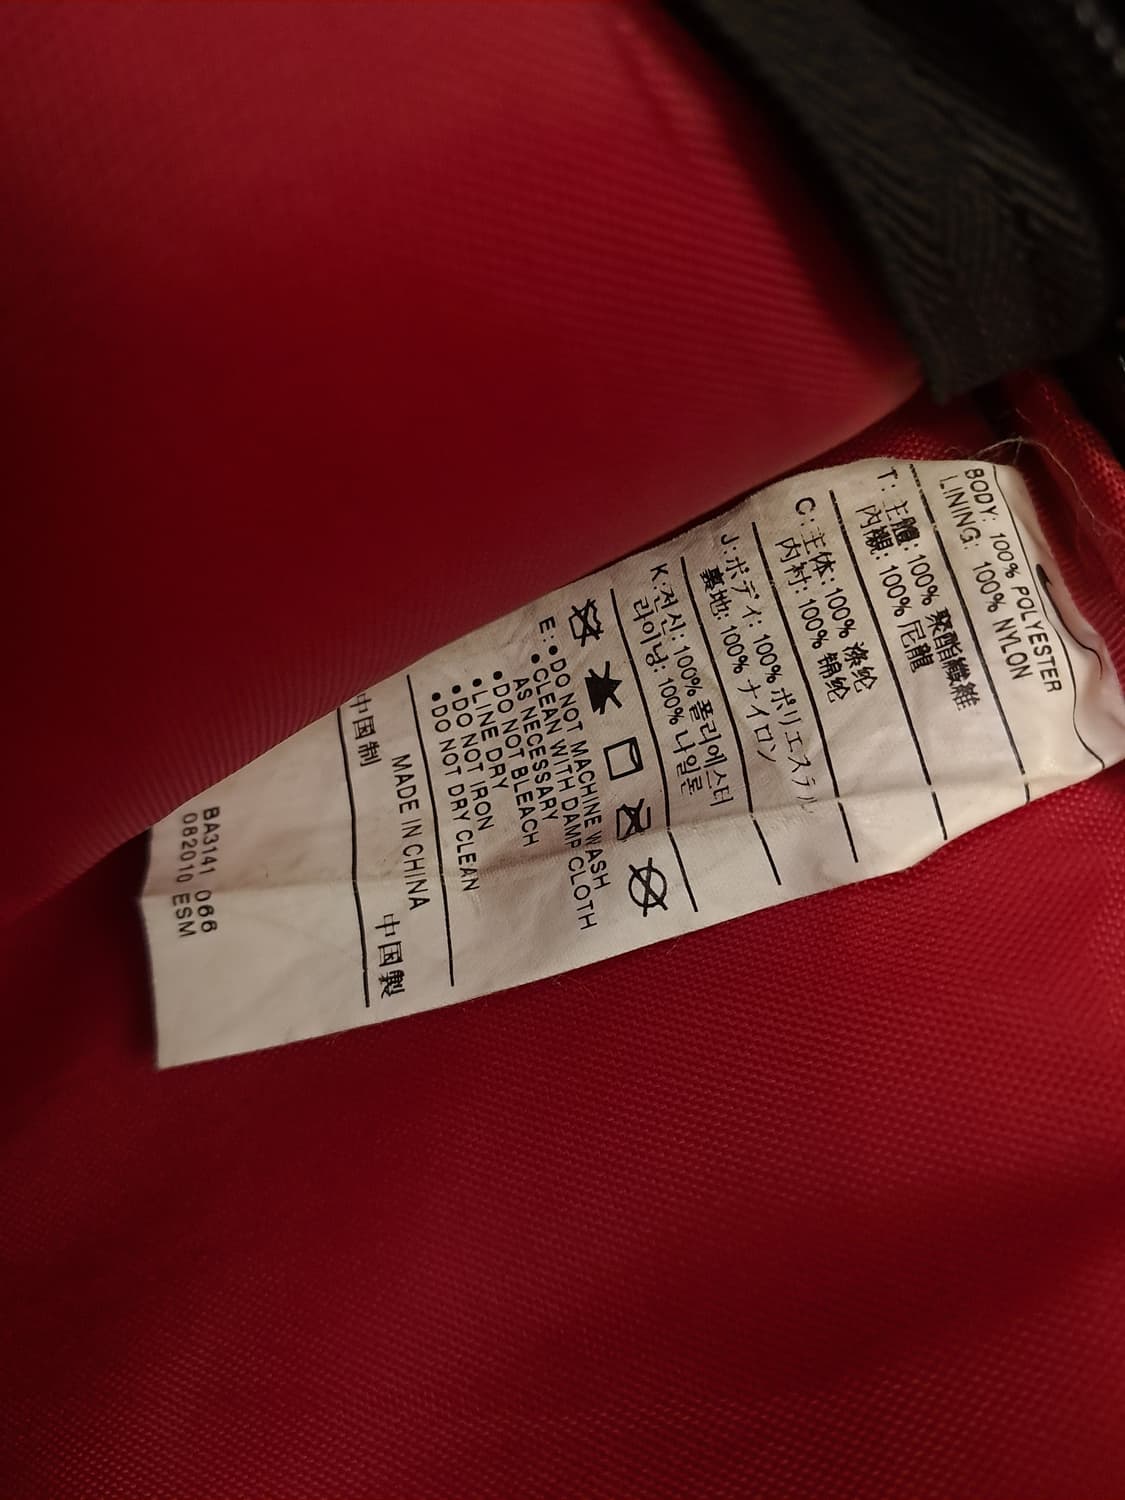 BODY: 100% POLYESTER
LINING: 100% NYLON
T: 主體: 100% 聚酯纖維
內襯: 100% 尼龍
C: 主体: 100% 涤纶
内衬: 100% 锦纶
J: ボディ: 100% ポリエステル
裏地: 100% ナイロン
K: 전신: 100% 폴리에스터
라이닝: 100% 나일론
E: •DO NOT MACHINE WASH
•CLEAN WITH DAMP CLOTH
AS NECESSARY
•DO NOT BLEACH
•LINE DRY
•DO NOT IRON
•DO NOT DRY CLEAN
MADE IN CHINA
中国制 中国製
BA3141 066
082010 ESM